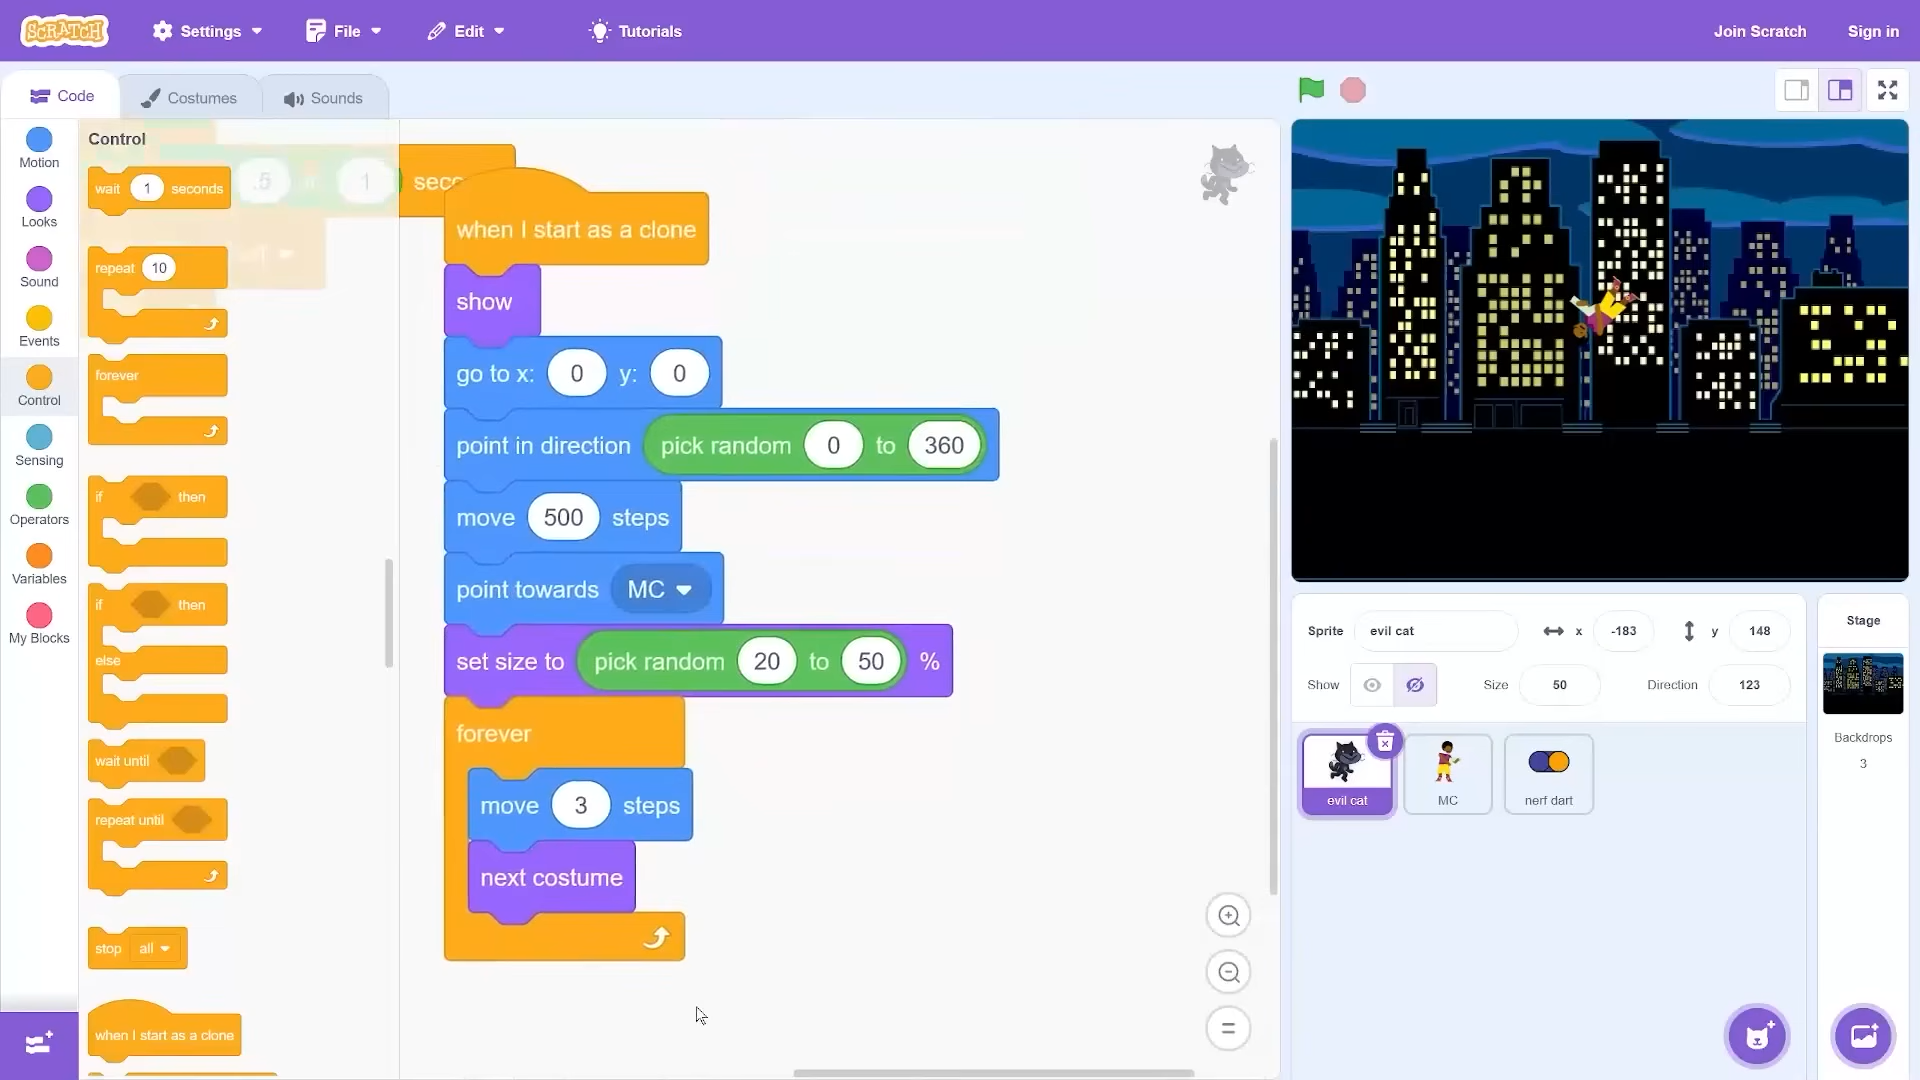 SCRATCH
Settings
File
Edit
Tutorials
Join Scratch
Sign in
Code
Costumes
Sounds
Motion
Looks
Sound
Events
Control
Sensing
Operators
Variables
My Blocks
Control
wait 1 seconds
repeat 10
forever
if then
if then
else
wait until
repeat until
stop all
when I start as a clone
.5
1
seco
when I start as a clone
show
go to x: 0 y: 0
point in direction pick random 0 to 360
move 500 steps
point towards MC
set size to pick random 20 to 50 %
forever
move 3 steps
next costume
Sprite evil cat x -183 y 148
Show Size 50 Direction 123
evil cat
MC
nerf dart
Stage
Backdrops
3